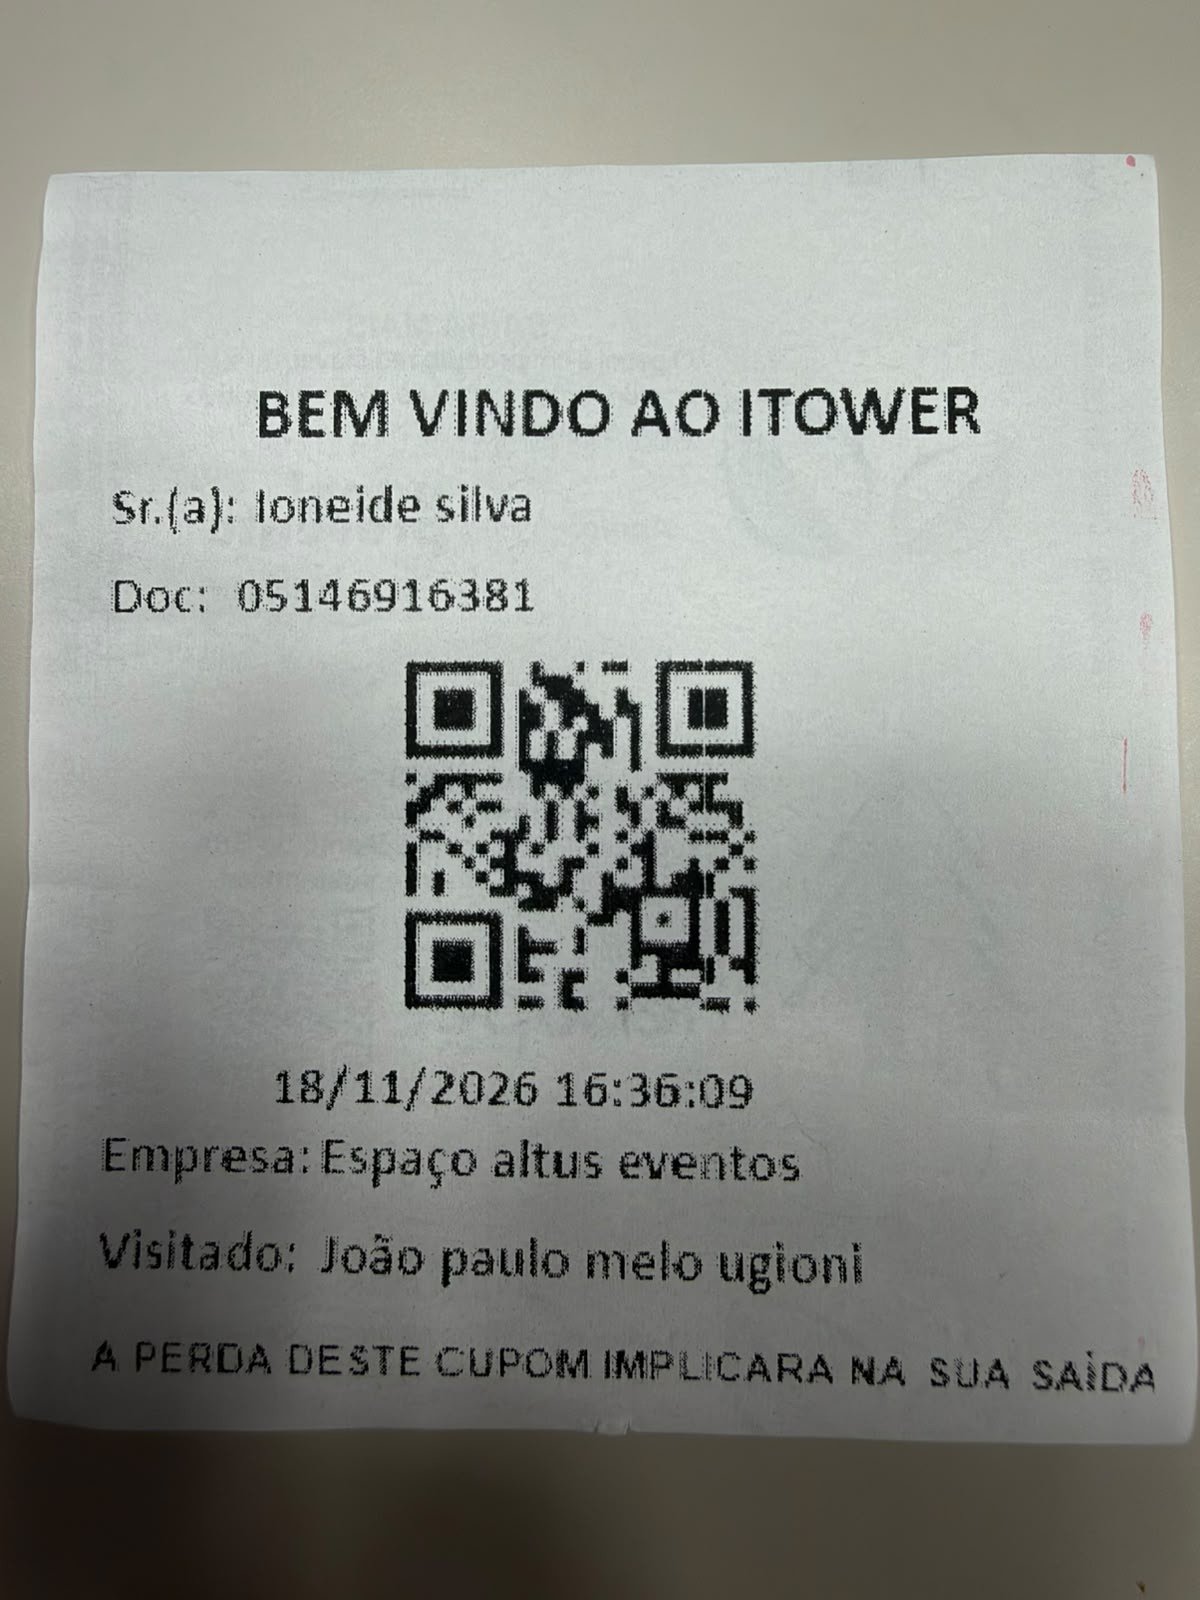 BEM VINDO AO ITOWER
Sr.(a): Ioneide silva
Doc: 05146916381
18/11/2026 16:36:09
Empresa: Espaço altus eventos
Visitado: João paulo melo ugioni
A PERDA DESTE CUPOM IMPLICARA NA SUA SAÍDA